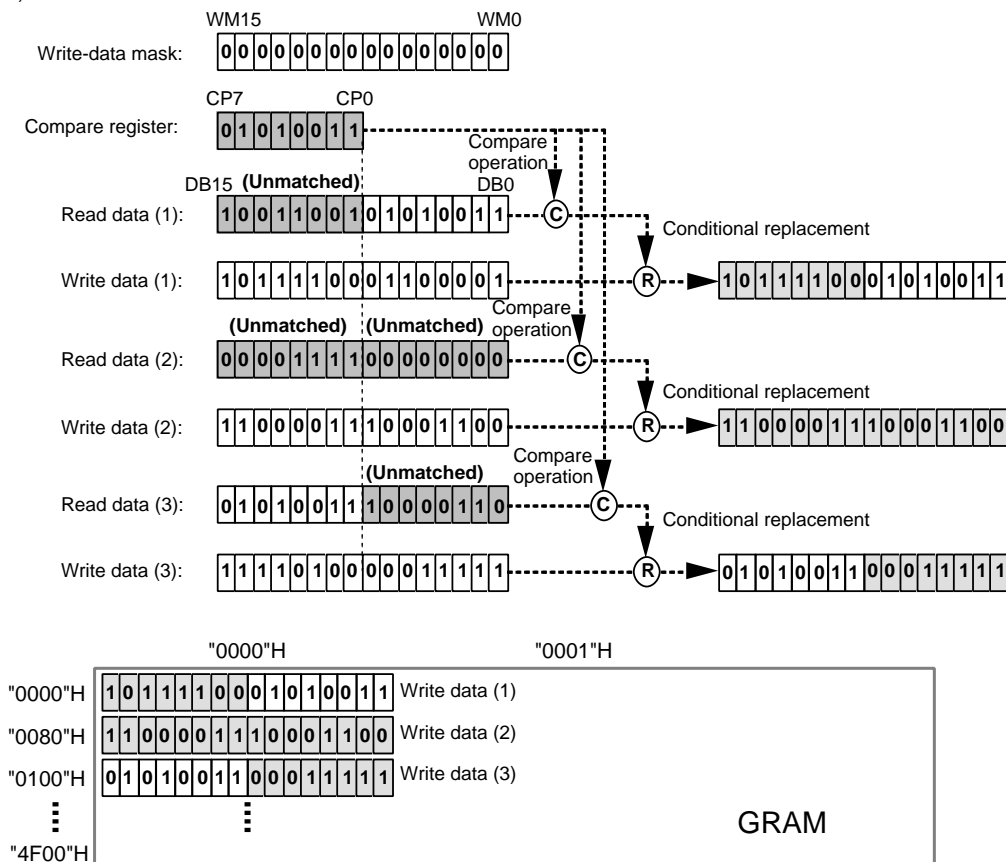 WM15 WM0
Write-data mask: 0000000000000000
CP7 CP0
Compare register: 01010011
Compare
operation
DB15 (Unmatched) DB0
Read data (1): 1001100101010011 C
Conditional replacement
Write data (1): 1011110001100001 R 1011110001010011
Compare
operation
(Unmatched) (Unmatched)
Read data (2): 0000111100000000 C
Conditional replacement
Write data (2): 1100001110001100 R 1100001110001100
Compare
operation
(Unmatched)
Read data (3): 0101001110000110 C
Conditional replacement
Write data (3): 1111010000011111 R 0101001100011111
"0000"H "0001"H
"0000"H 1011110001010011 Write data (1)
"0080"H 1100001110001100 Write data (2)
"0100"H 0101001100011111 Write data (3)
GRAM
"4F00"H